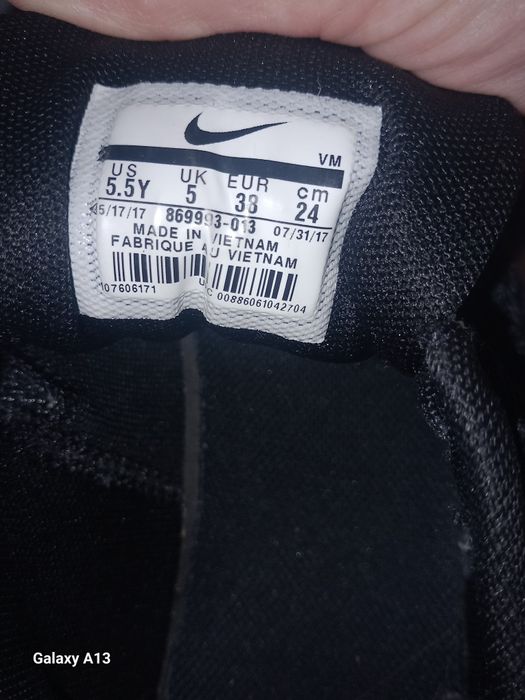 VM
US UK EUR cm
5.5Y 5 38 24
05/17/17 869993-013 07/31/17
MADE IN VIETNAM
FABRIQUE AU VIETNAM
107606171 UPC 00886061042704
Galaxy A13